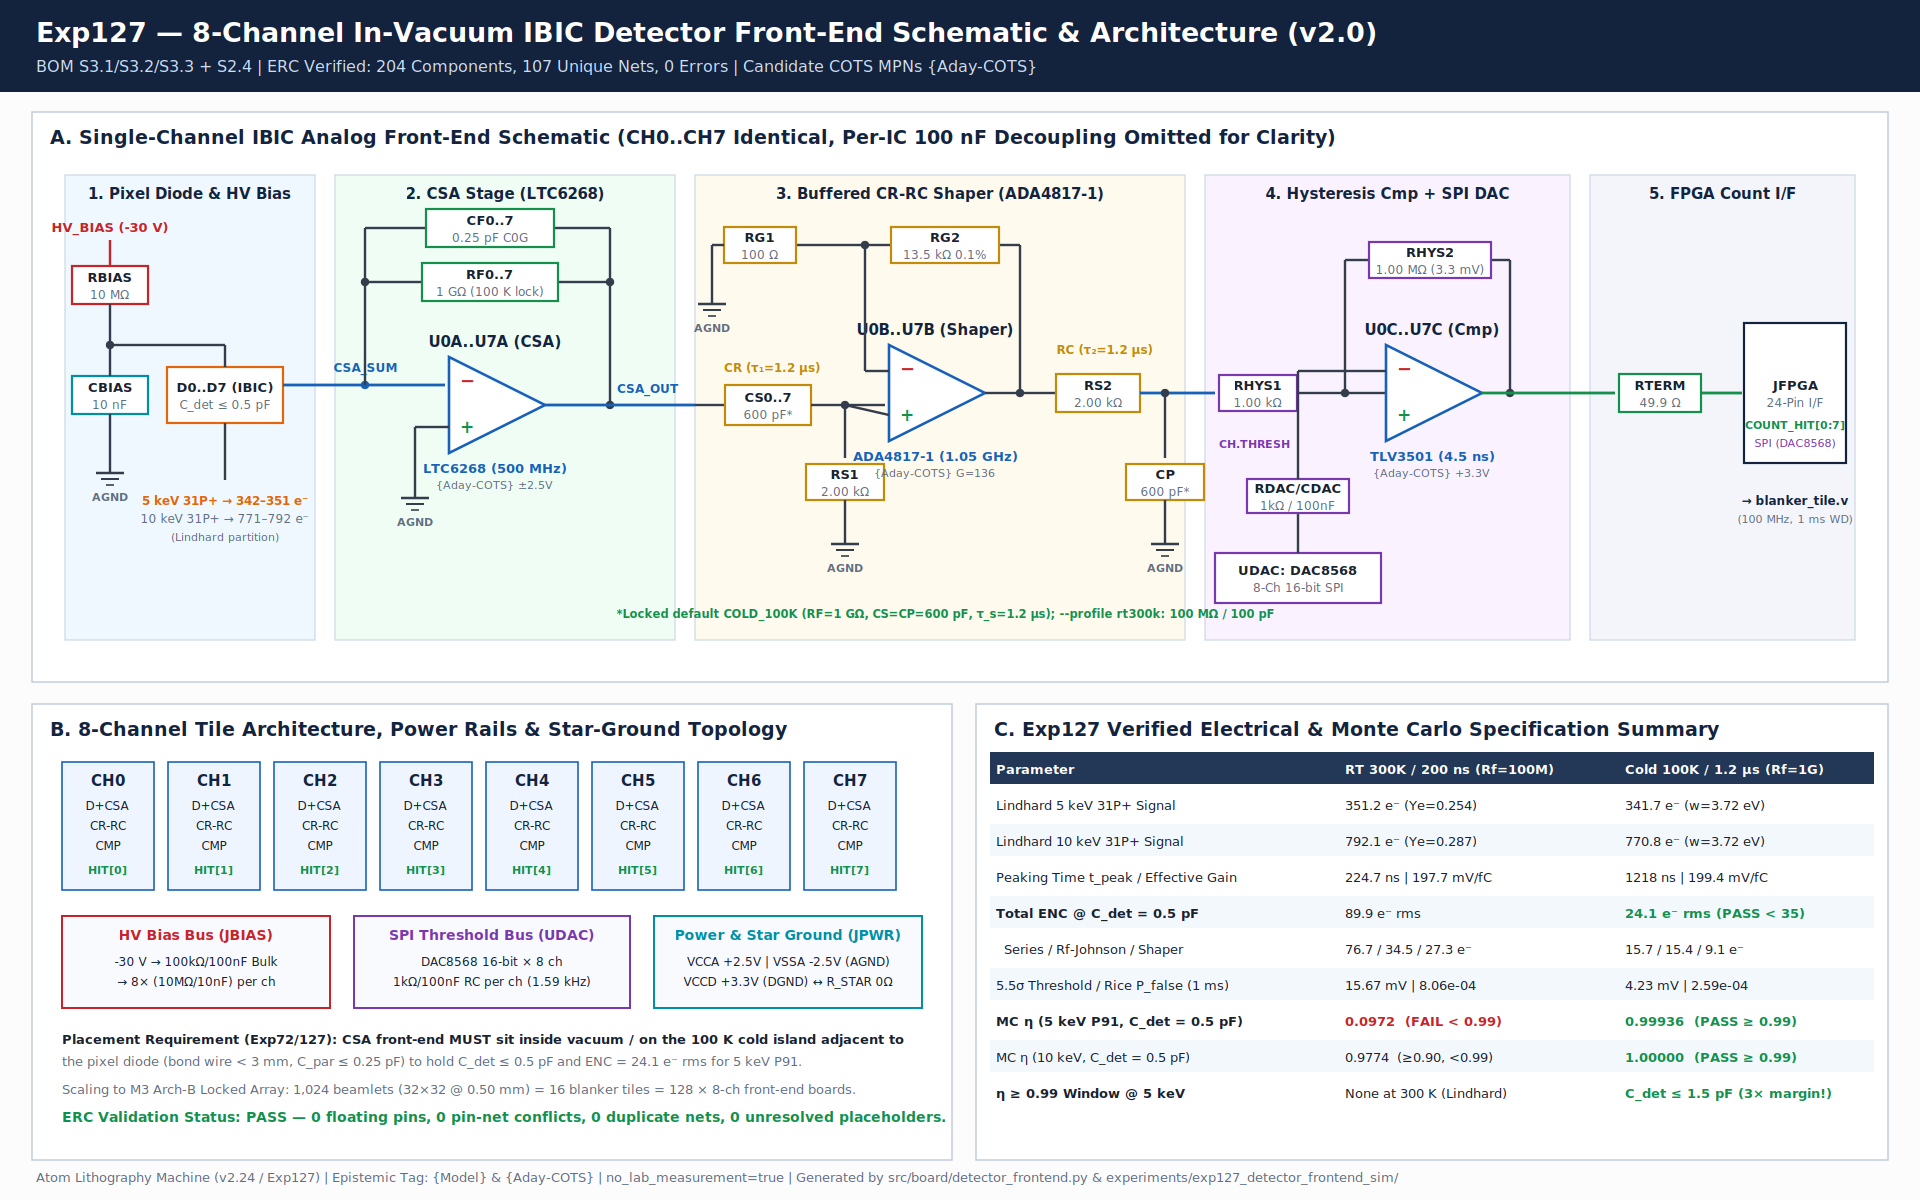 Exp127 — 8-Channel In-Vacuum IBIC Detector Front-End Schematic & Architecture (v2.0)
BOM S3.1/S3.2/S3.3 + S2.4 | ERC Verified: 204 Components, 107 Unique Nets, 0 Errors | Candidate COTS MPNs {Aday-COTS}
A. Single-Channel IBIC Analog Front-End Schematic (CH0..CH7 Identical, Per-IC 100 nF Decoupling Omitted for Clarity)
1. Pixel Diode & HV Bias
HV_BIAS (-30 V)
RBIAS
10 MΩ
CBIAS
10 nF
D0..D7 (IBIC)
C_det ≤ 0.5 pF
AGND
5 keV 31P+ → 342–351 e⁻
10 keV 31P+ → 771–792 e⁻
(Lindhard partition)
2. CSA Stage (LTC6268)
CF0..7
0.25 pF C0G
RF0..7
1 GΩ (100 K lock)
U0A..U7A (CSA)
CSA_SUM
−
+
CSA_OUT
LTC6268 (500 MHz)
{Aday-COTS} ±2.5V
AGND
3. Buffered CR-RC Shaper (ADA4817-1)
RG1
100 Ω
RG2
13.5 kΩ 0.1%
AGND
U0B..U7B (Shaper)
CR (τ₁=1.2 μs)
CS0..7
600 pF*
−
+
RC (τ₂=1.2 μs)
RS2
2.00 kΩ
ADA4817-1 (1.05 GHz)
{Aday-COTS} G=136
RS1
2.00 kΩ
AGND
CP
600 pF*
AGND
4. Hysteresis Cmp + SPI DAC
RHYS2
1.00 MΩ (3.3 mV)
U0C..U7C (Cmp)
RHYS1
1.00 kΩ
−
+
CH.THRESH
TLV3501 (4.5 ns)
{Aday-COTS} +3.3V
RDAC/CDAC
1kΩ / 100nF
UDAC: DAC8568
8-Ch 16-bit SPI
5. FPGA Count I/F
RTERM
49.9 Ω
JFPGA
24-Pin I/F
COUNT_HIT[0:7]
SPI (DAC8568)
→ blanker_tile.v
(100 MHz, 1 ms WD)
*Locked default COLD_100K (RF=1 GΩ, CS=CP=600 pF, τ_s=1.2 μs); --profile rt300k: 100 MΩ / 100 pF
B. 8-Channel Tile Architecture, Power Rails & Star-Ground Topology
CH0 CH1 CH2 CH3 CH4 CH5 CH6 CH7
D+CSA D+CSA D+CSA D+CSA D+CSA D+CSA D+CSA D+CSA
CR-RC CR-RC CR-RC CR-RC CR-RC CR-RC CR-RC CR-RC
CMP CMP CMP CMP CMP CMP CMP CMP
HIT[0] HIT[1] HIT[2] HIT[3] HIT[4] HIT[5] HIT[6] HIT[7]
HV Bias Bus (JBIAS)
-30 V → 100kΩ/100nF Bulk
→ 8× (10MΩ/10nF) per ch
SPI Threshold Bus (UDAC)
DAC8568 16-bit × 8 ch
1kΩ/100nF RC per ch (1.59 kHz)
Power & Star Ground (JPWR)
VCCA +2.5V | VSSA -2.5V (AGND)
VCCD +3.3V (DGND) ↔ R_STAR 0Ω
Placement Requirement (Exp72/127): CSA front-end MUST sit inside vacuum / on the 100 K cold island adjacent to
the pixel diode (bond wire < 3 mm, C_par ≤ 0.25 pF) to hold C_det ≤ 0.5 pF and ENC = 24.1 e⁻ rms for 5 keV P91.
Scaling to M3 Arch-B Locked Array: 1,024 beamlets (32×32 @ 0.50 mm) = 16 blanker tiles = 128 × 8-ch front-end boards.
ERC Validation Status: PASS — 0 floating pins, 0 pin-net conflicts, 0 duplicate nets, 0 unresolved placeholders.
C. Exp127 Verified Electrical & Monte Carlo Specification Summary
Parameter RT 300K / 200 ns (Rf=100M) Cold 100K / 1.2 μs (Rf=1G)
Lindhard 5 keV 31P+ Signal 351.2 e⁻ (Ye=0.254) 341.7 e⁻ (w=3.72 eV)
Lindhard 10 keV 31P+ Signal 792.1 e⁻ (Ye=0.287) 770.8 e⁻ (w=3.72 eV)
Peaking Time t_peak / Effective Gain 224.7 ns | 197.7 mV/fC 1218 ns | 199.4 mV/fC
Total ENC @ C_det = 0.5 pF 89.9 e⁻ rms 24.1 e⁻ rms (PASS < 35)
Series / Rf-Johnson / Shaper 76.7 / 34.5 / 27.3 e⁻ 15.7 / 15.4 / 9.1 e⁻
5.5σ Threshold / Rice P_false (1 ms) 15.67 mV | 8.06e-04 4.23 mV | 2.59e-04
MC η (5 keV P91, C_det = 0.5 pF) 0.0972 (FAIL < 0.99) 0.99936 (PASS ≥ 0.99)
MC η (10 keV, C_det = 0.5 pF) 0.9774 (≥0.90, <0.99) 1.00000 (PASS ≥ 0.99)
η ≥ 0.99 Window @ 5 keV None at 300 K (Lindhard) C_det ≤ 1.5 pF (3× margin!)
Atom Lithography Machine (v2.24 / Exp127) | Epistemic Tag: {Model} & {Aday-COTS} | no_lab_measurement=true | Generated by src/board/detector_frontend.py & experiments/exp127_detector_frontend_sim/